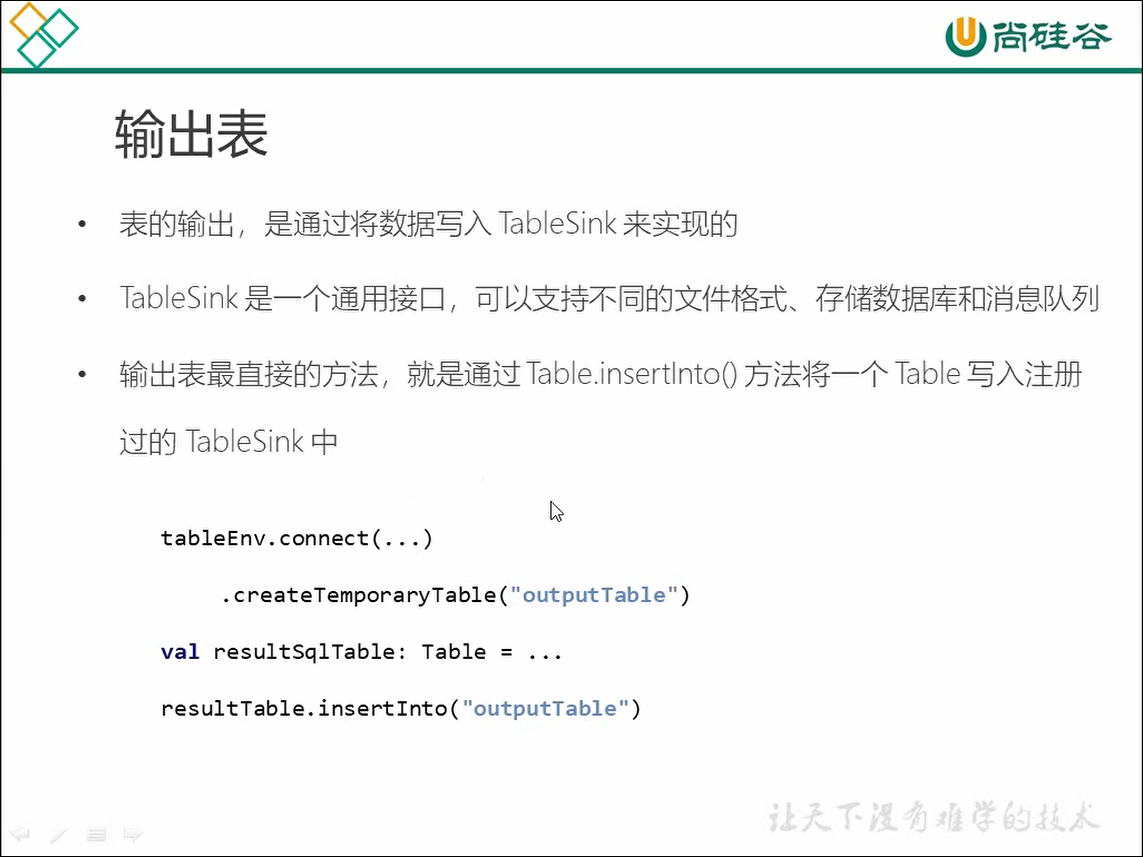 尚硅谷
输出表
• 表的输出，是通过将数据写入 TableSink 来实现的
• TableSink 是一个通用接口，可以支持不同的文件格式、存储数据库和消息队列
• 输出表最直接的方法，就是通过 Table.insertInto() 方法将一个 Table 写入注册
过的 TableSink 中
tableEnv.connect(...)
.createTemporaryTable("outputTable")
val resultSqlTable: Table = ...
resultTable.insertInto("outputTable")
让天下没有难学的技术